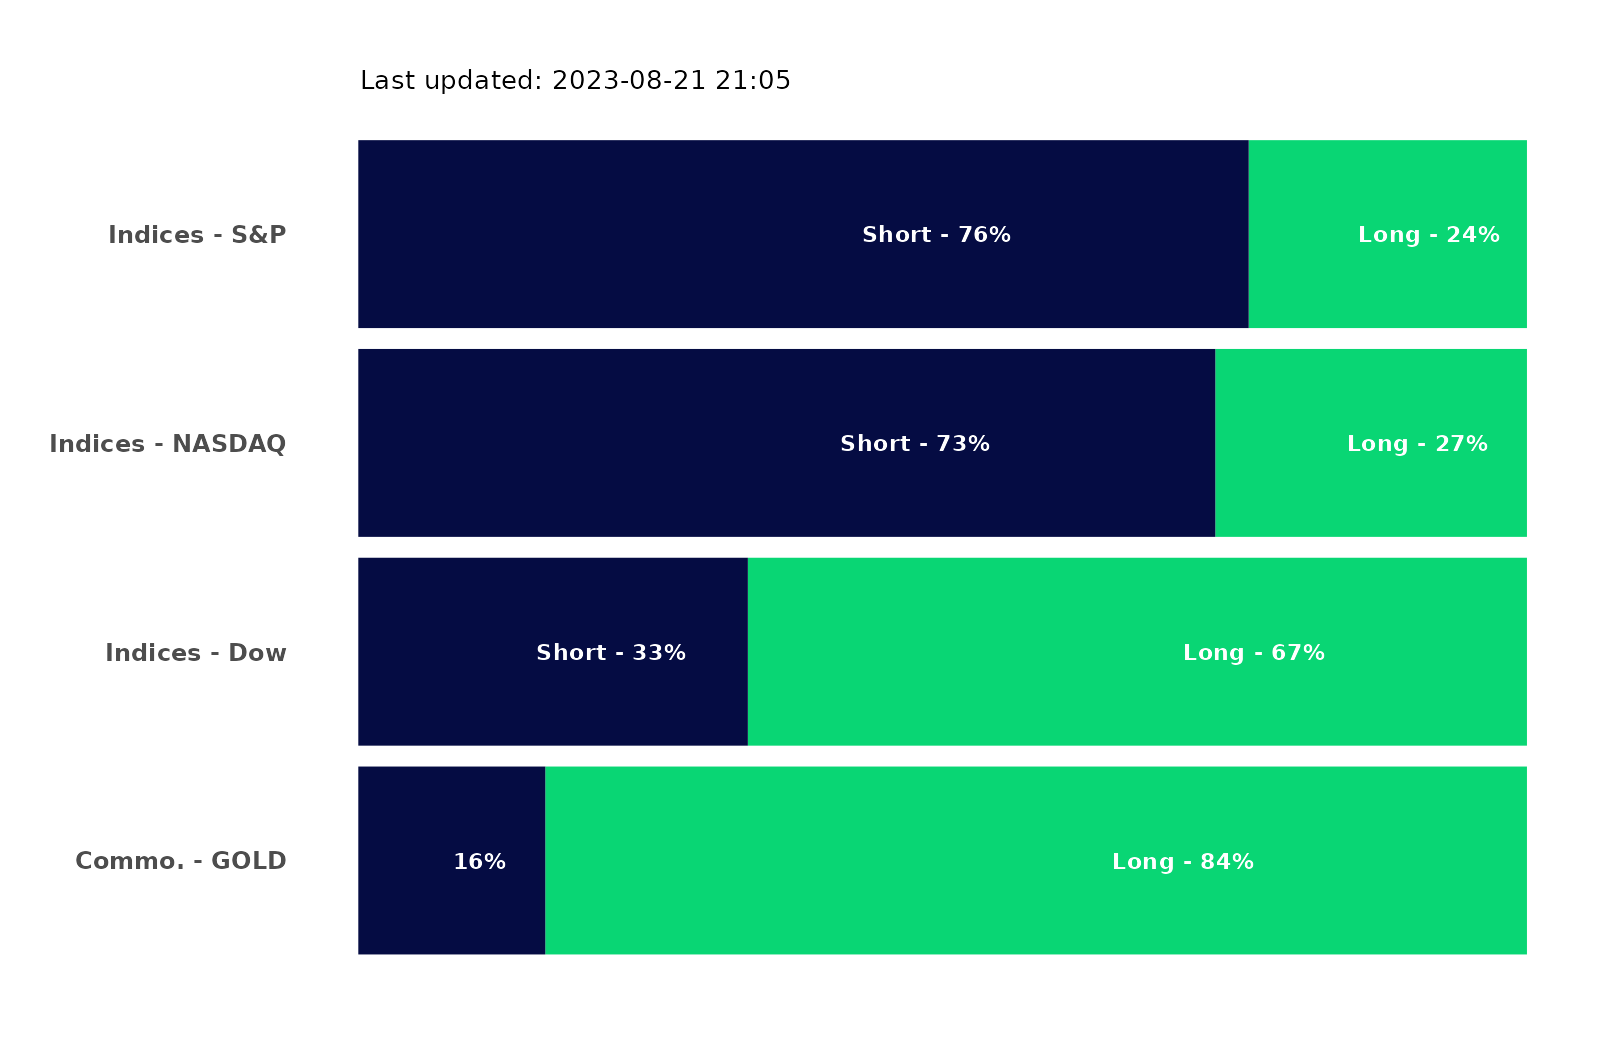 Last updated: 2023-08-21 21:05
Indices - S&P Short - 76% Long - 24%
Indices - NASDAQ Short - 73% Long - 27%
Indices - Dow Short - 33% Long - 67%
Commo. - GOLD 16% Long - 84%